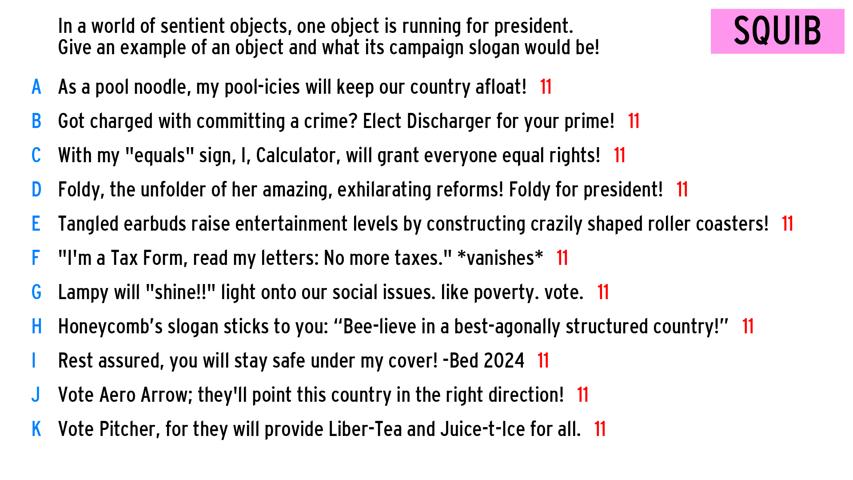 In a world of sentient objects, one object is running for president.
Give an example of an object and what its campaign slogan would be!
SQUIB
A As a pool noodle, my pool-icies will keep our country afloat! 11
B Got charged with committing a crime? Elect Discharger for your prime! 11
C With my "equals" sign, I, Calculator, will grant everyone equal rights! 11
D Foldy, the unfolder of her amazing, exhilarating reforms! Foldy for president! 11
E Tangled earbuds raise entertainment levels by constructing crazily shaped roller coasters! 11
F "I'm a Tax Form, read my letters: No more taxes." *vanishes* 11
G Lampy will "shine!!" light onto our social issues. like poverty. vote. 11
H Honeycomb’s slogan sticks to you: “Bee-lieve in a best-agonally structured country!” 11
I Rest assured, you will stay safe under my cover! -Bed 2024 11
J Vote Aero Arrow; they'll point this country in the right direction! 11
K Vote Pitcher, for they will provide Liber-Tea and Juice-t-Ice for all. 11